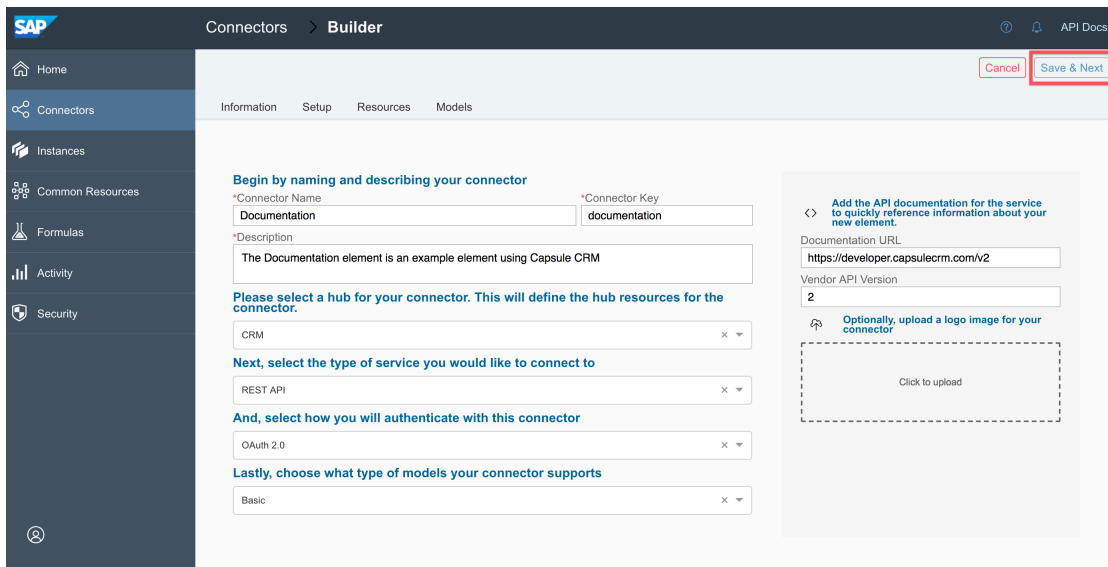 SAP
Connectors > Builder
API Docs
Home
Connectors
Instances
Common Resources
Formulas
Activity
Security
Cancel
Save & Next
Information
Setup
Resources
Models
Begin by naming and describing your connector
*Connector Name
*Connector Key
Documentation
documentation
*Description
The Documentation element is an example element using Capsule CRM
Please select a hub for your connector. This will define the hub resources for the
connector.
CRM
Next, select the type of service you would like to connect to
REST API
And, select how you will authenticate with this connector
OAuth 2.0
Lastly, choose what type of models your connector supports
Basic
Add the API documentation for the service
to quickly reference information about your
new element.
Documentation URL
https://developer.capsulecrm.com/v2
Vendor API Version
2
Optionally, upload a logo image for your
connector
Click to upload